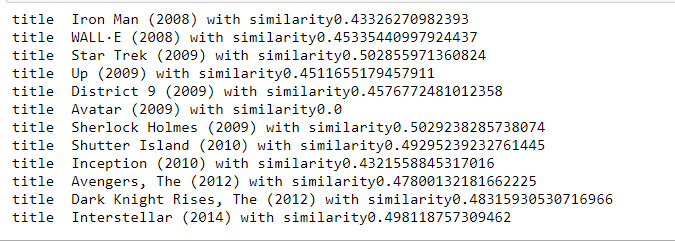 title  Iron Man (2008) with similarity0.43326270982393
title  WALL·E (2008) with similarity0.45335440997924437
title  Star Trek (2009) with similarity0.502855971360824
title  Up (2009) with similarity0.4511655179457911
title  District 9 (2009) with similarity0.4576772481012358
title  Avatar (2009) with similarity0.0
title  Sherlock Holmes (2009) with similarity0.5029238285738074
title  Shutter Island (2010) with similarity0.49295239232761445
title  Inception (2010) with similarity0.4321558845317016
title  Avengers, The (2012) with similarity0.47800132181662225
title  Dark Knight Rises, The (2012) with similarity0.48315930530716966
title  Interstellar (2014) with similarity0.498118757309462